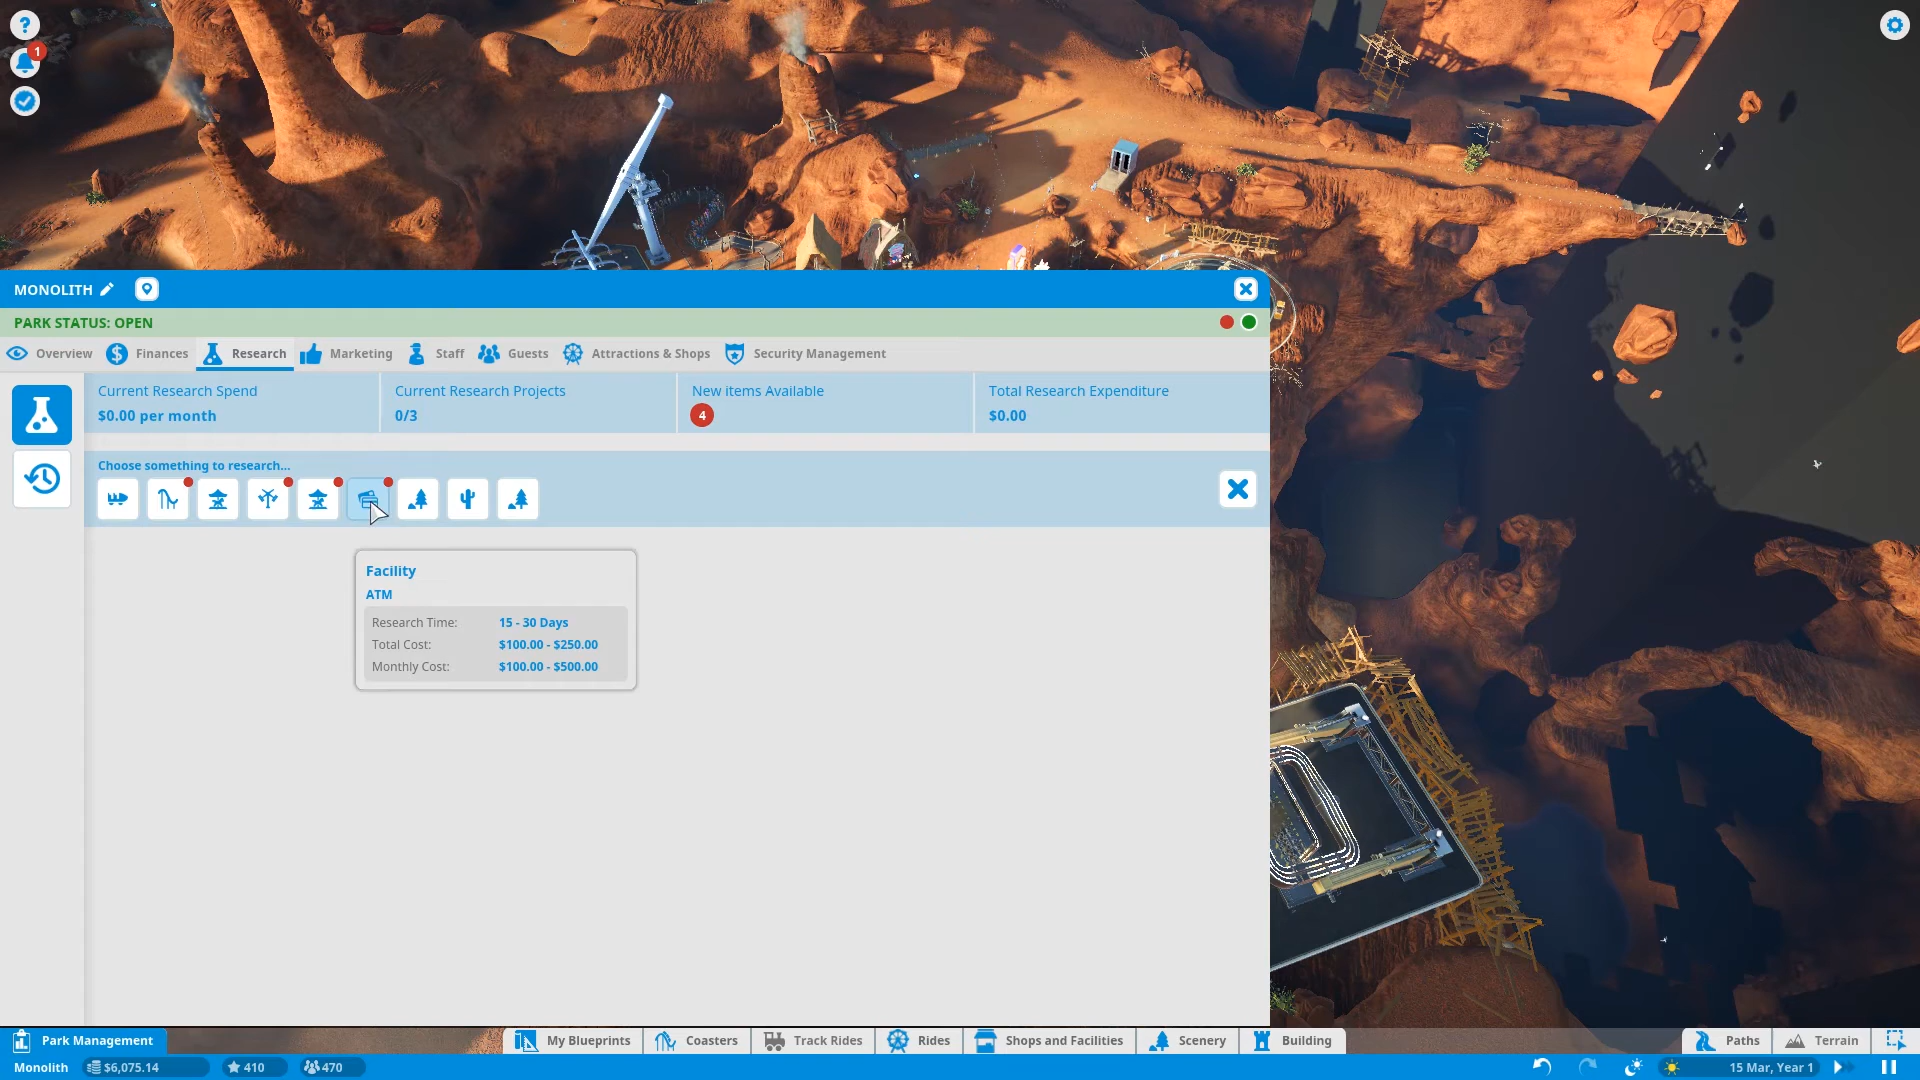 ?
1
MONOLITH
PARK STATUS: OPEN
Overview
Finances
Research
Marketing
Staff
Guests
Attractions & Shops
Security Management
Current Research Spend
$0.00 per month
Current Research Projects
0/3
New items Available
4
Total Research Expenditure
$0.00
Choose something to research...
Facility
ATM
Research Time: 15 - 30 Days
Total Cost: $100.00 - $250.00
Monthly Cost: $100.00 - $500.00
Park Management
My Blueprints
Coasters
Track Rides
Rides
Shops and Facilities
Scenery
Building
Paths
Terrain
Monolith
$6,075.14
410
470
15 Mar, Year 1